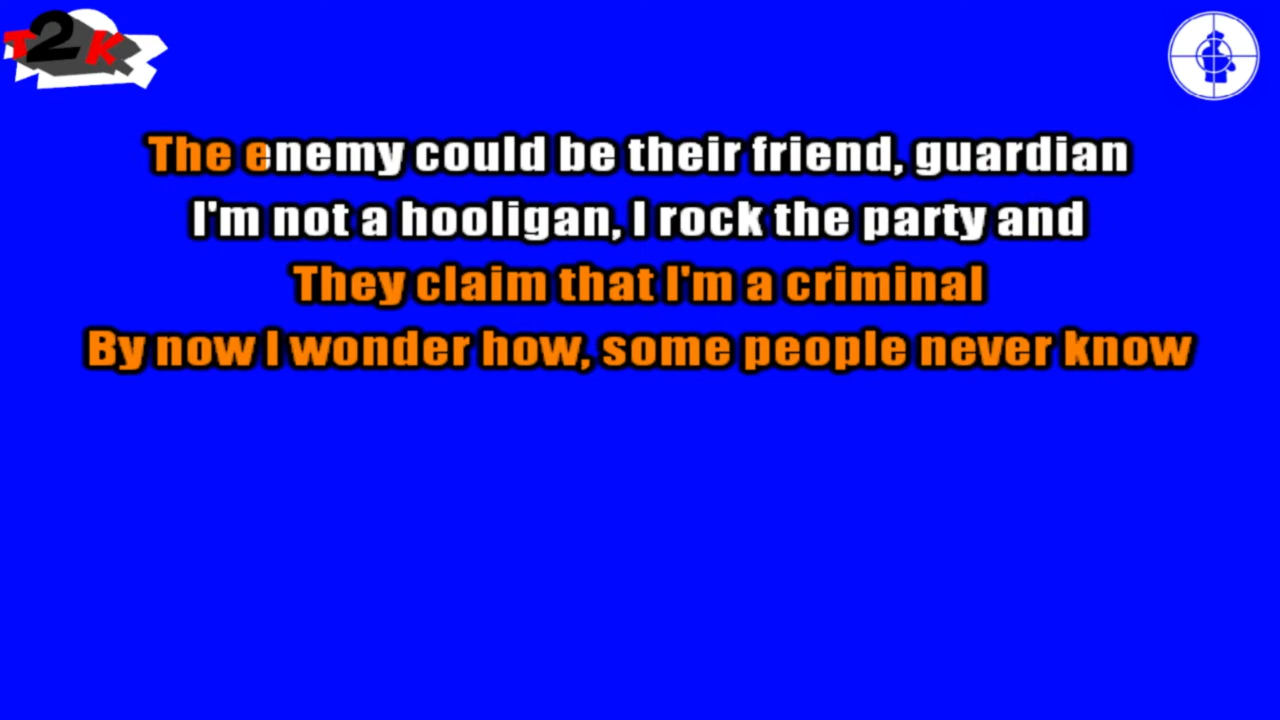 T2K
The enemy could be their friend, guardian
I'm not a hooligan, I rock the party and
They claim that I'm a criminal
By now I wonder how, some people never know